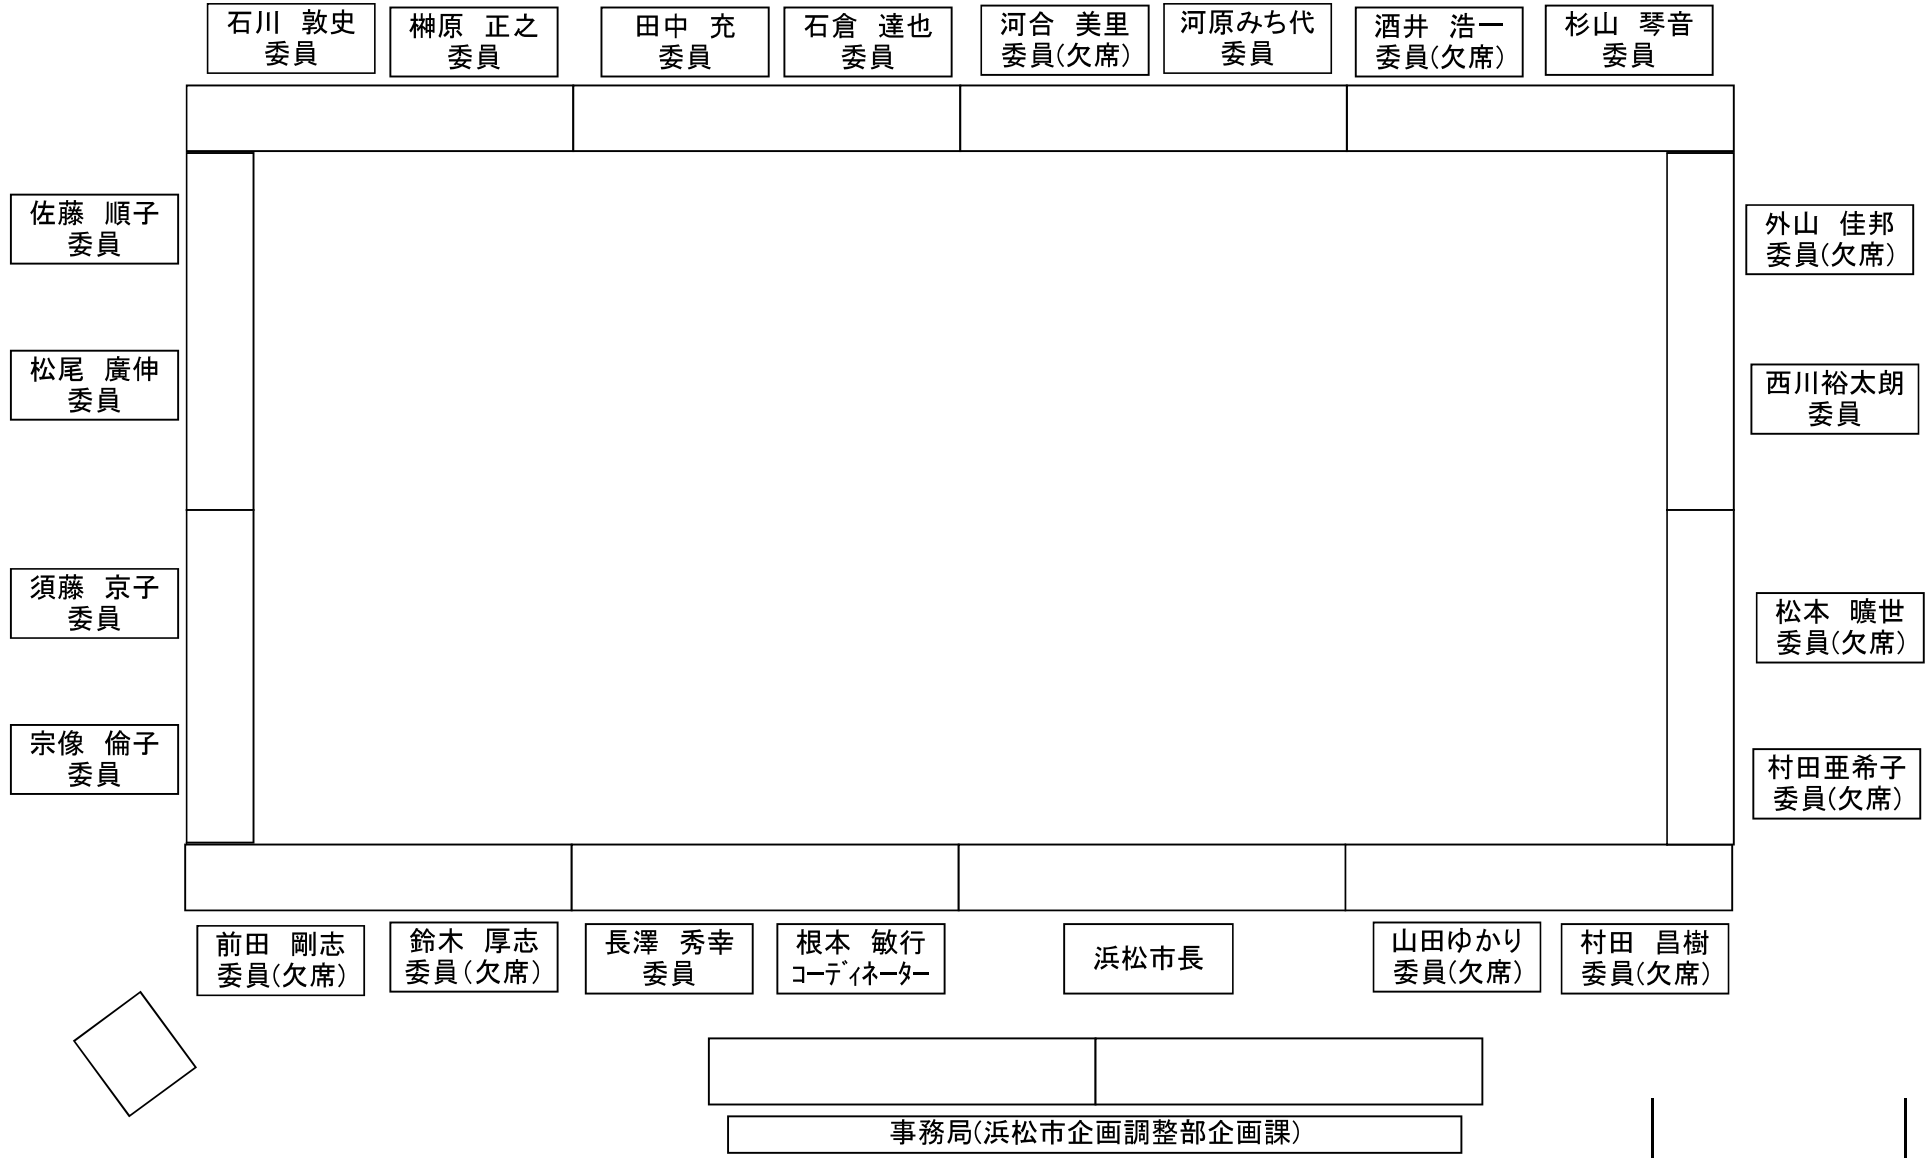 石川　敦史
委員
榊原　正之
委員
田中　充
委員
石倉　達也
委員
河合　美里
委員(欠席)
河原みち代
委員
酒井　浩一
委員(欠席)
杉山　琴音
委員
佐藤　順子
委員
松尾　廣伸
委員
須藤　京子
委員
宗像　倫子
委員
外山　佳邦
委員(欠席)
西川裕太朗
委員
松本　曠世
委員(欠席)
村田亜希子
委員(欠席)
前田　剛志
委員(欠席)
鈴木　厚志
委員(欠席)
長澤　秀幸
委員
根本　敏行
ｺｰﾃﾞｨﾈｰﾀｰ
浜松市長
山田ゆかり
委員(欠席)
村田　昌樹
委員(欠席)
事務局(浜松市企画調整部企画課)